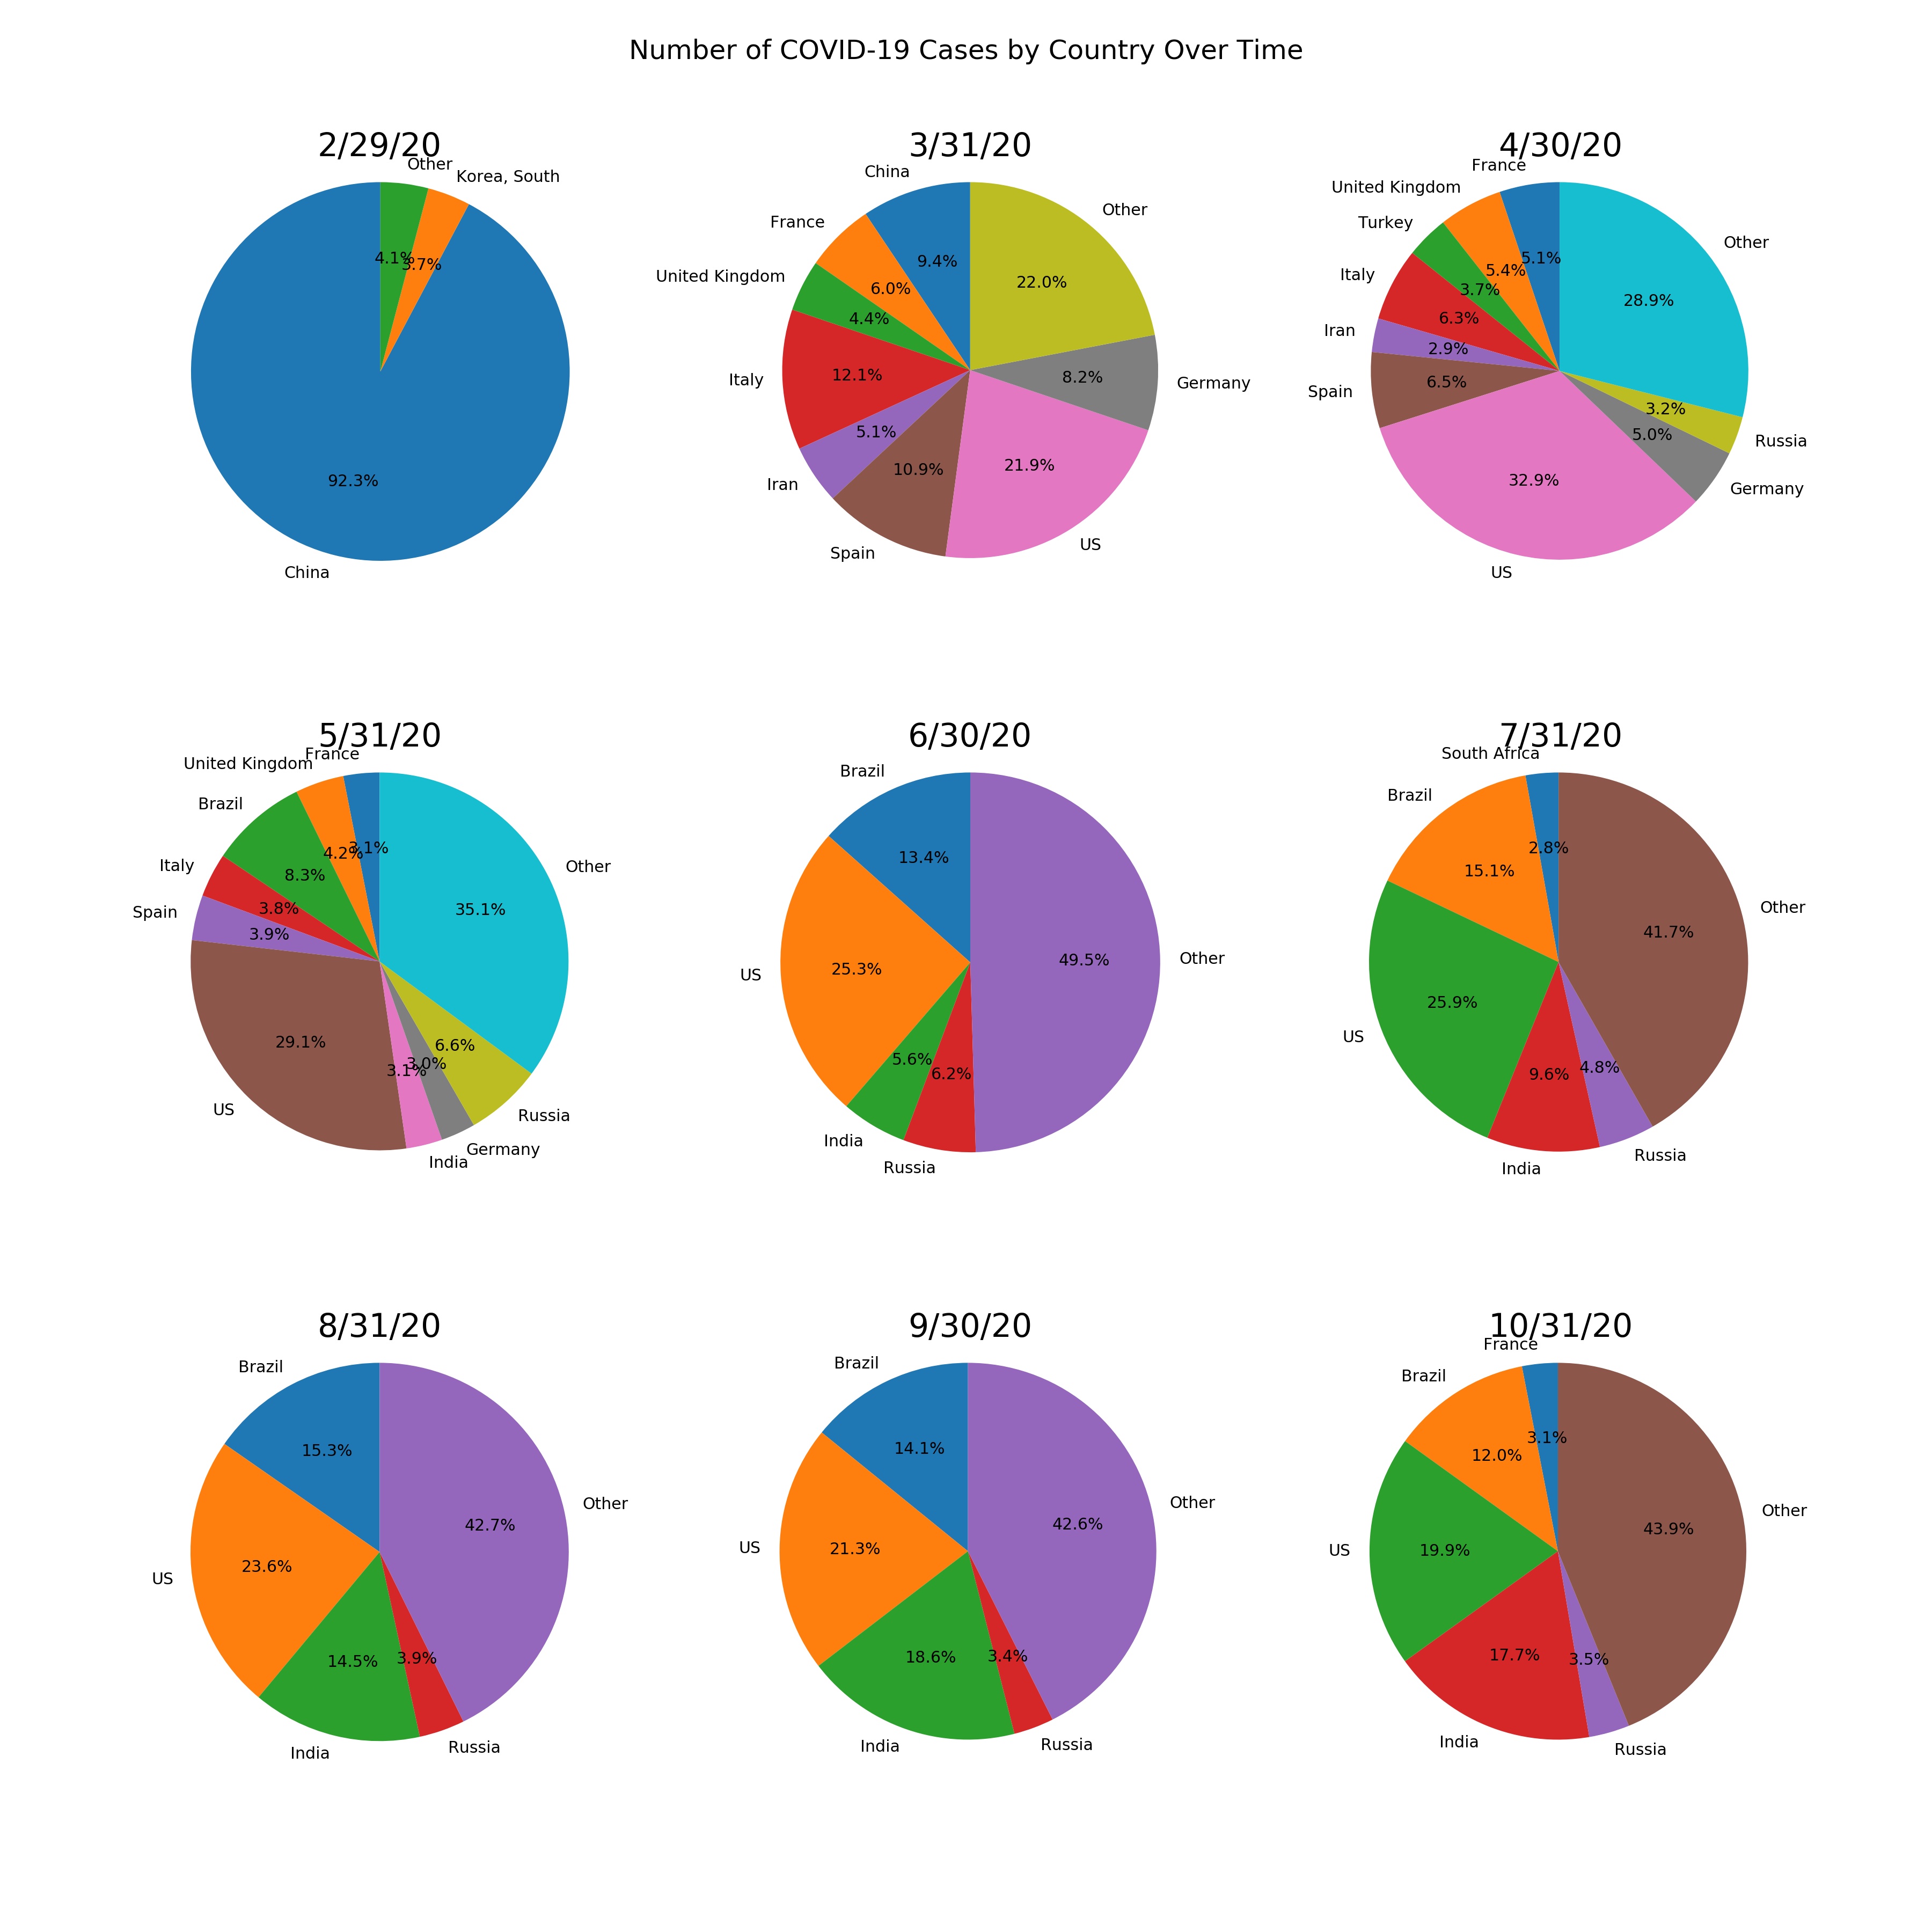 Number of COVID-19 Cases by Country Over Time
2/29/20
Other
Korea, South
4.1%
3.7%
92.3%
China
3/31/20
China
Other
France
9.4%
22.0%
United Kingdom
6.0%
4.4%
Italy
12.1%
8.2%
Germany
5.1%
Iran
10.9%
21.9%
Spain
US
4/30/20
France
United Kingdom
Turkey
Other
5.1%
5.4%
Italy
3.7%
28.9%
6.3%
Iran
2.9%
Spain
6.5%
3.2%
5.0%
Russia
32.9%
Germany
US
5/31/20
France
United Kingdom
Brazil
3.1%
4.2%
Italy
8.3%
Other
3.8%
35.1%
Spain
3.9%
29.1%
6.6%
3.0%
3.1%
US
Russia
Germany
India
6/30/20
Brazil
13.4%
49.5%
Other
US
25.3%
5.6%
6.2%
India
Russia
7/31/20
South Africa
Brazil
2.8%
15.1%
Other
41.7%
25.9%
US
4.8%
9.6%
Russia
India
8/31/20
Brazil
15.3%
Other
42.7%
23.6%
US
14.5%
3.9%
India
Russia
9/30/20
Brazil
14.1%
Other
42.6%
US
21.3%
18.6%
3.4%
India
Russia
10/31/20
France
Brazil
3.1%
12.0%
Other
43.9%
US
19.9%
17.7%
3.5%
India
Russia